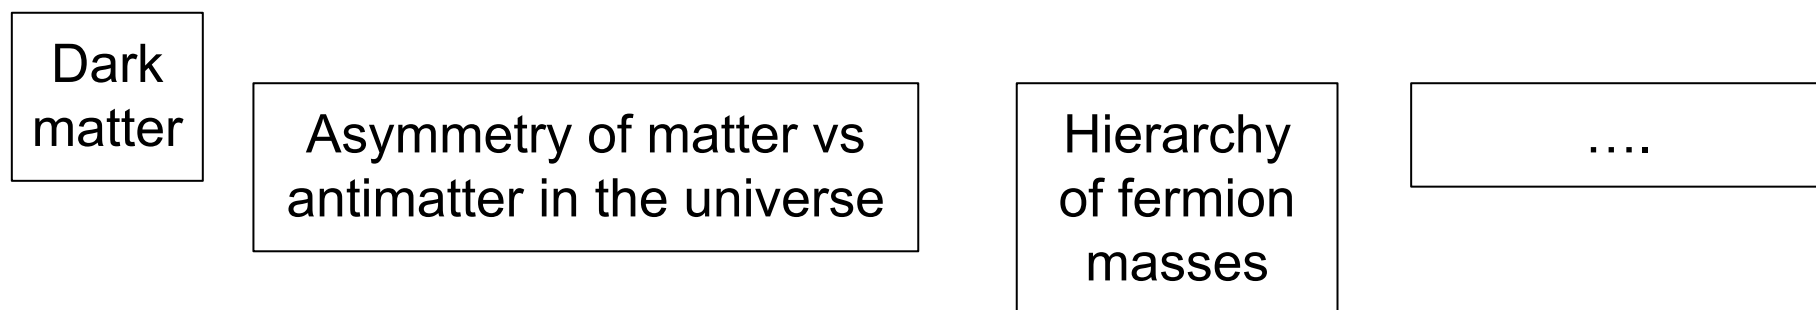 Dark
matter
Asymmetry of matter vs
antimatter in the universe
Hierarchy
of fermion
masses
....